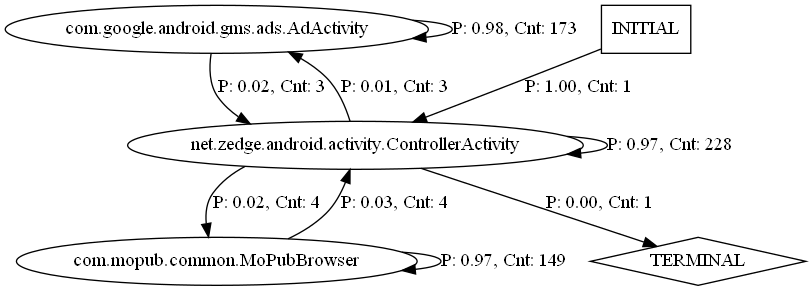 com.google.android.gms.ads.AdActivity
P: 0.98, Cnt: 173
INITIAL
P: 0.02, Cnt: 3
P: 0.01, Cnt: 3
P: 1.00, Cnt: 1
net.zedge.android.activity.ControllerActivity
P: 0.97, Cnt: 228
P: 0.02, Cnt: 4
P: 0.03, Cnt: 4
P: 0.00, Cnt: 1
com.mopub.common.MoPubBrowser
P: 0.97, Cnt: 149
TERMINAL